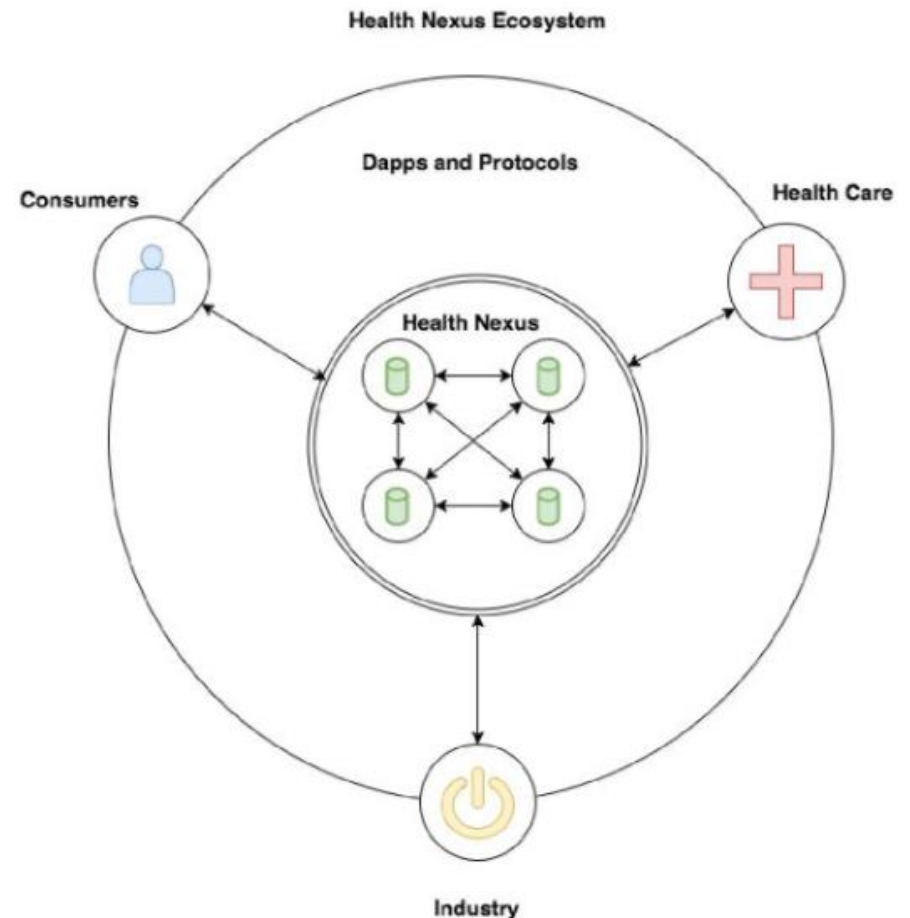 Health Nexus Ecosystem
Dapps and Protocols
Consumers
Health Care
Health Nexus
Industry